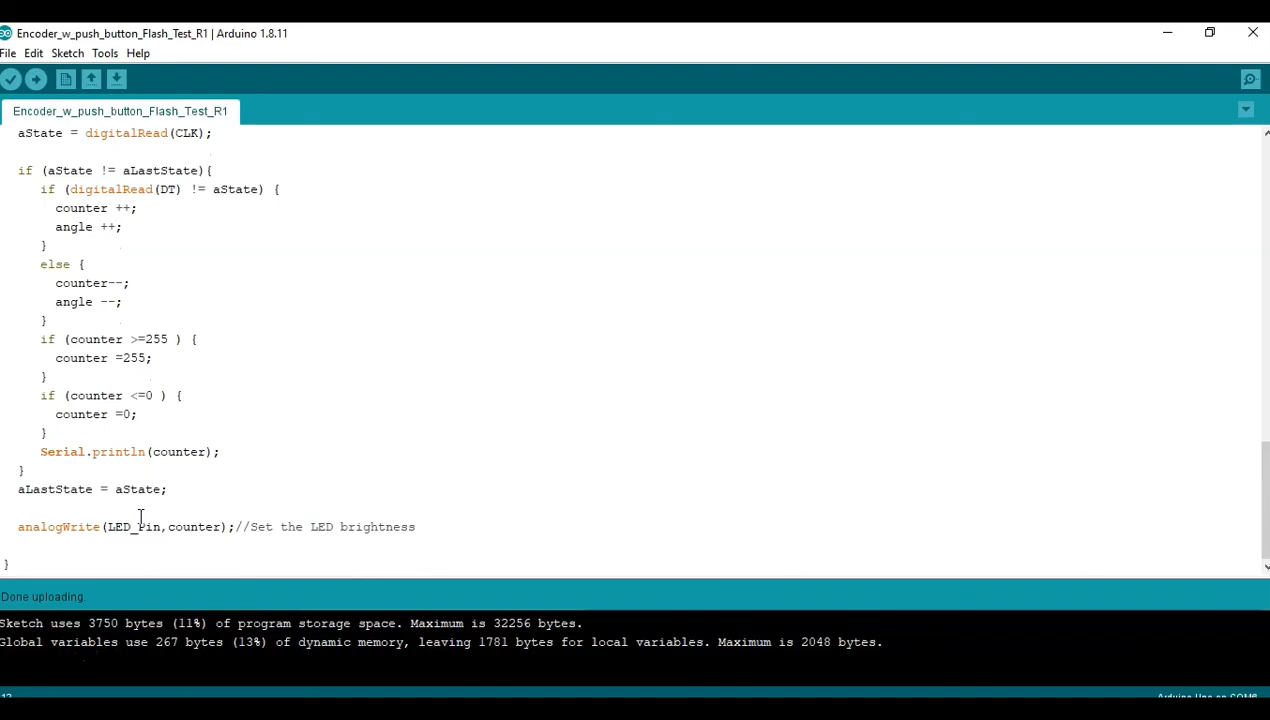 Encoder_w_push_button_Flash_Test_R1 | Arduino 1.8.11
File Edit Sketch Tools Help
Encoder_w_push_button_Flash_Test_R1
aState = digitalRead(CLK);
if (aState != aLastState){
if (digitalRead(DT) != aState) {
counter ++;
angle ++;
}
else {
counter--;
angle --;
}
if (counter >=255 ) {
counter =255;
}
if (counter <=0 ) {
counter =0;
}
Serial.println(counter);
}
aLastState = aState;
analogWrite(LED_Pin,counter);//Set the LED brightness
}
Done uploading.
Sketch uses 3750 bytes (11%) of program storage space. Maximum is 32256 bytes.
Global variables use 267 bytes (13%) of dynamic memory, leaving 1781 bytes for local variables. Maximum is 2048 bytes.
Arduino Uno on